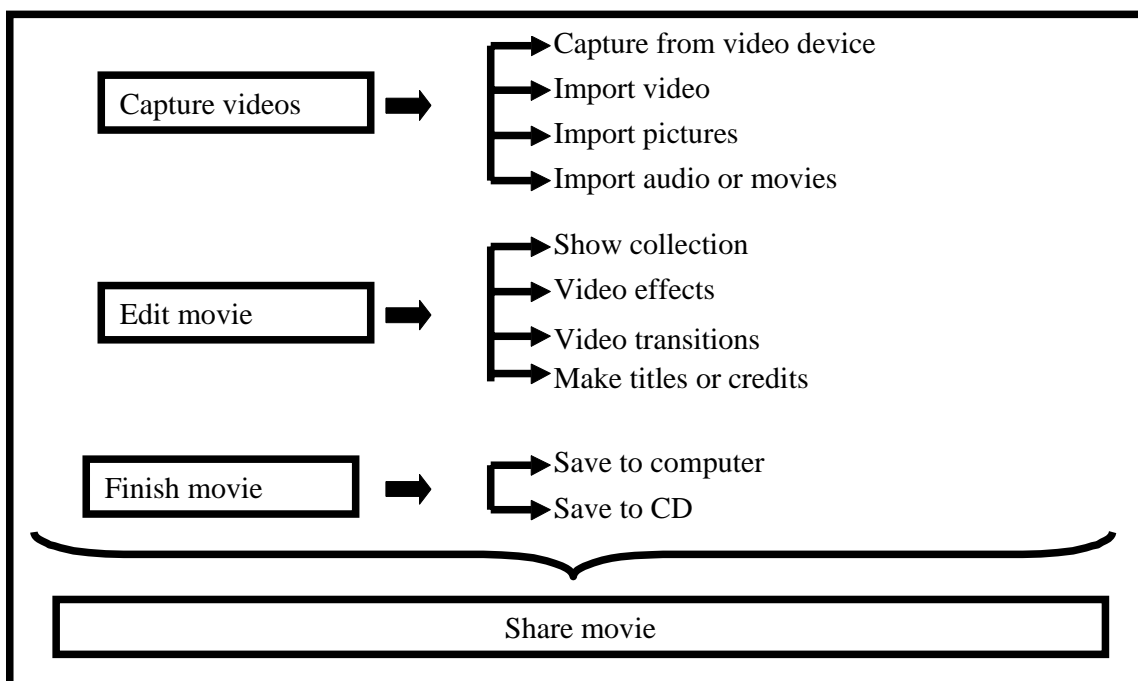 Capture videos
Capture from video device
Import video
Import pictures
Import audio or movies
Edit movie
Show collection
Video effects
Video transitions
Make titles or credits
Finish movie
Save to computer
Save to CD
Share movie